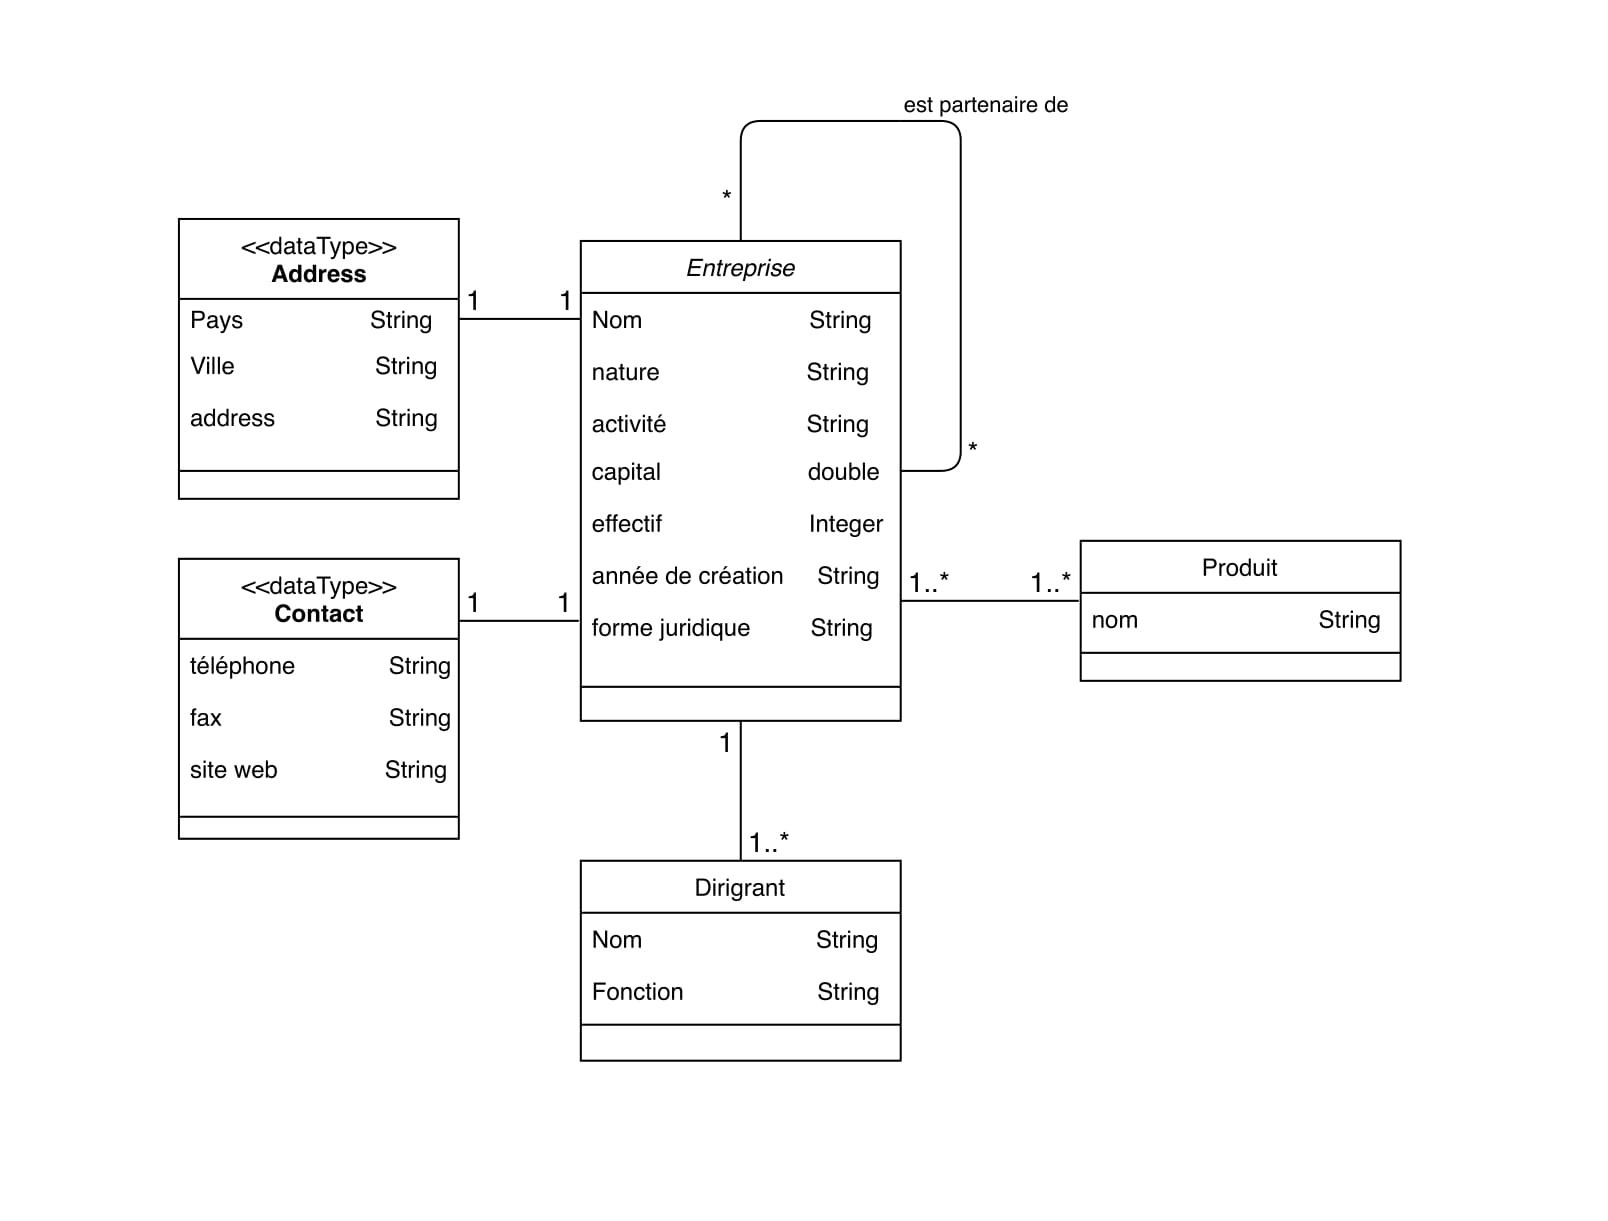 est partenaire de
*
<<dataType>>
Address
Pays String
Ville String
address String
1 1
Entreprise
Nom String
nature String
activité String
capital double
effectif Integer
année de création String
forme juridique String
*
<<dataType>>
Contact
téléphone String
fax String
site web String
1 1
1..* 1..*
Produit
nom String
1
1..*
Dirigrant
Nom String
Fonction String